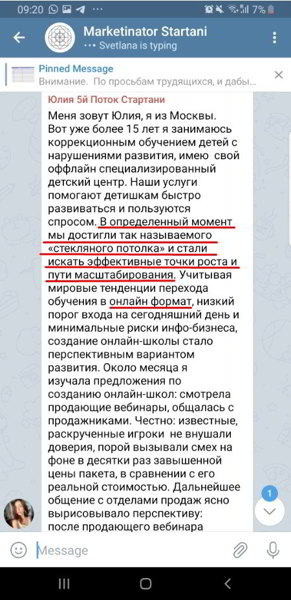 09:20
7%
Marketinator Startani
Svetlana is typing
Pinned Message
Внимание. По просьбам трудящихся, и дабы...
Юлия 5й Поток Стартани
Меня зовут Юлия, я из Москвы.
Вот уже более 15 лет я занимаюсь
коррекционным обучением детей с
нарушениями развития, имею свой
оффлайн специализированный
детский центр. Наши услуги
помогают детишкам быстро
развиваться и пользуются
спросом. В определенный момент
мы достигли так называемого
«стекляного потолка» и стали
искать эффективные точки роста и
пути масштабирования. Учитывая
мировые тенденции перехода
обучения в онлайн формат, низкий
порог входа на сегодняшний день и
минимальные риски инфо-бизнеса,
создание онлайн-школы стало
перспективным вариантом
развития. Около месяца я
изучала предложения по
созданию онлайн-школ: смотрела
продающие вебинары, общалась с
продажниками. Честно: известные,
раскрученные игроки не внушали
доверия, порой вызывали смех на
фоне в десятки раз завышенной
цены пакета, в сравнении с его
реальной стоимостью. Дальнейшее
общение с отделами продаж ясно
вырисовывало перспективу:
после продающего вебинара
1
Message